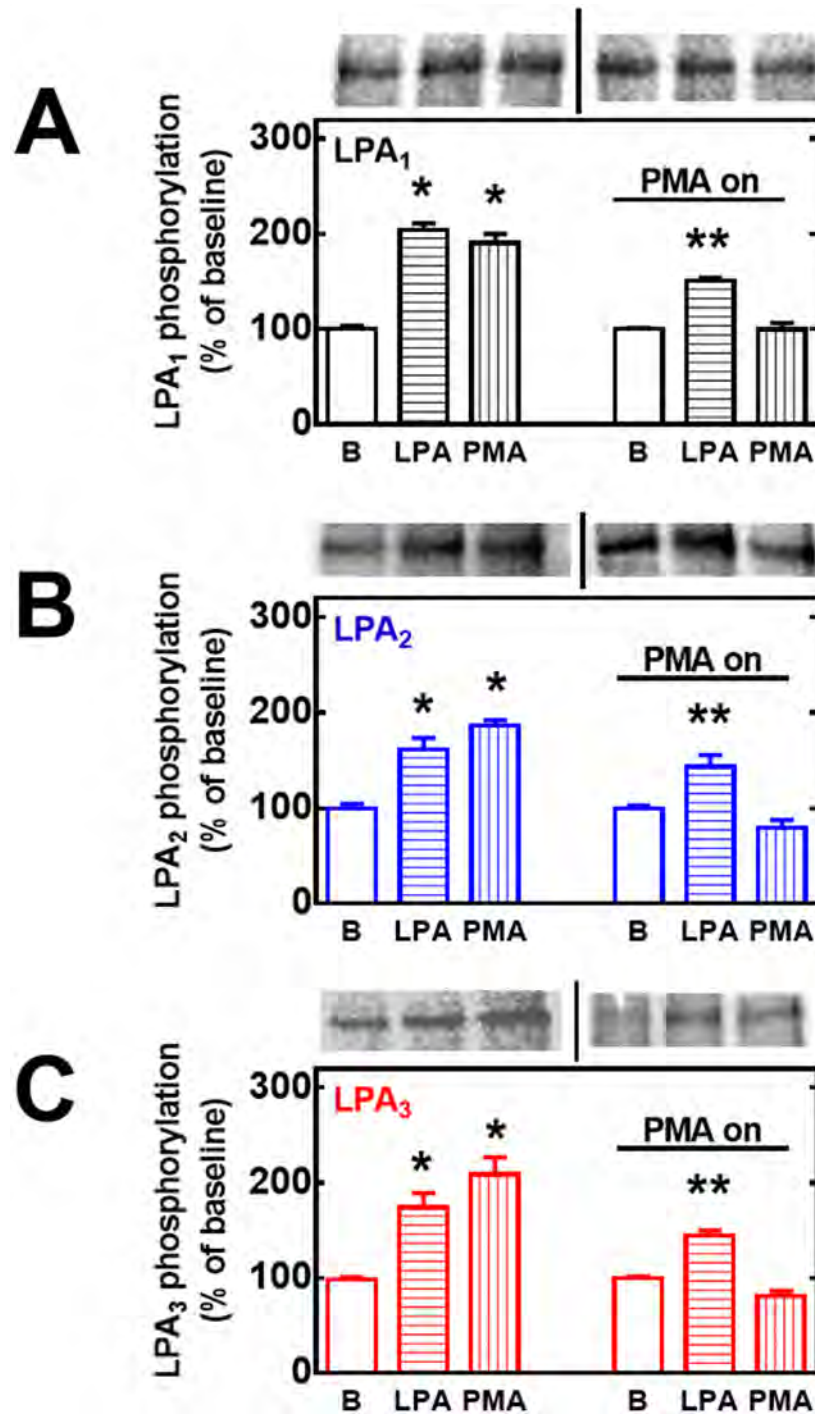 A
LPA1 phosphorylation
(% of baseline)
300
200
100
0
LPA1
* *
PMA on
**
B LPA PMA B LPA PMA
B
LPA2 phosphorylation
(% of baseline)
300
200
100
0
LPA2
* *
PMA on
**
B LPA PMA B LPA PMA
C
LPA3 phosphorylation
(% of baseline)
300
200
100
0
LPA3
* *
PMA on
**
B LPA PMA B LPA PMA